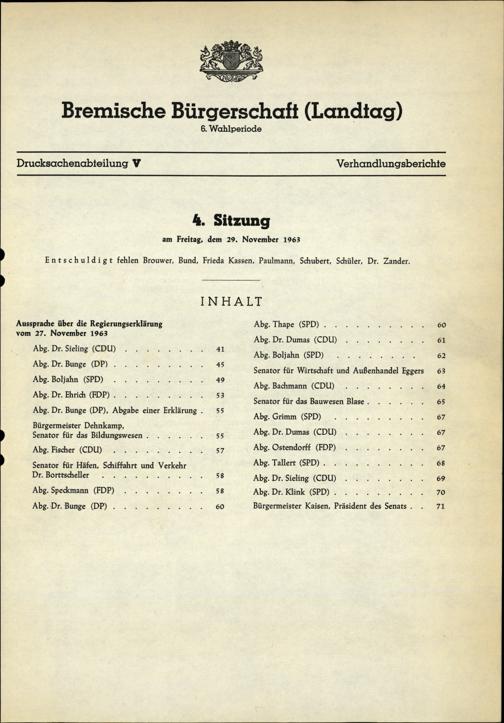 Bremische Bürgerschaft (Landtag)
6. Wahlperiode
Drucksachenabteilung V
Verhandlungsberichte
4. Sitzung
am Freitag, dem 29. November 1963
Entschuldigt fehlen Brouwer, Bund, Frieda Kassen, Paulmann, Schubert, Schüler, Dr. Zander.
INHALT
Aussprache über die Regierungserklärung
vom 27. November 1963
Abg. Dr. Sieling (CDU) . . . . . . . . 41
Abg. Dr. Bunge (DP) . . . . . . . . . 45
Abg. Boljahn (SPD) . . . . . . . . . 49
Abg. Dr. Ehrich (FDP) . . . . . . . . . 53
Abg. Dr. Bunge (DP), Abgabe einer Erklärung . 55
Bürgermeister Dehnkamp,
Senator für das Bildungswesen . . . . . . 55
Abg. Fischer (CDU) . . . . . . . . . 57
Senator für Häfen, Schiffahrt und Verkehr
Dr. Borttscheller . . . . . . . . . . 58
Abg. Speckmann (FDP) . . . . . . . . 58
Abg. Dr. Bunge (DP) . . . . . . . . . 60
Abg. Thape (SPD) . . . . . . . . . . 60
Abg. Dr. Dumas (CDU) . . . . . . . . 61
Abg. Boljahn (SPD) . . . . . . . . 62
Senator für Wirtschaft und Außenhandel Eggers 63
Abg. Bachmann (CDU) . . . . . . . . 64
Senator für das Bauwesen Blase . . . . . . 65
Abg. Grimm (SPD) . . . . . . . . . 67
Abg. Dr. Dumas (CDU) . . . . . . . . 67
Abg. Ostendorff (FDP) . . . . . . . . 67
Abg. Tallert (SPD) . . . . . . . . . . 68
Abg. Dr. Sieling (CDU) . . . . . . . . 69
Abg. Dr. Klink (SPD) . . . . . . . . . 70
Bürgermeister Kaisen, Präsident des Senats . . 71